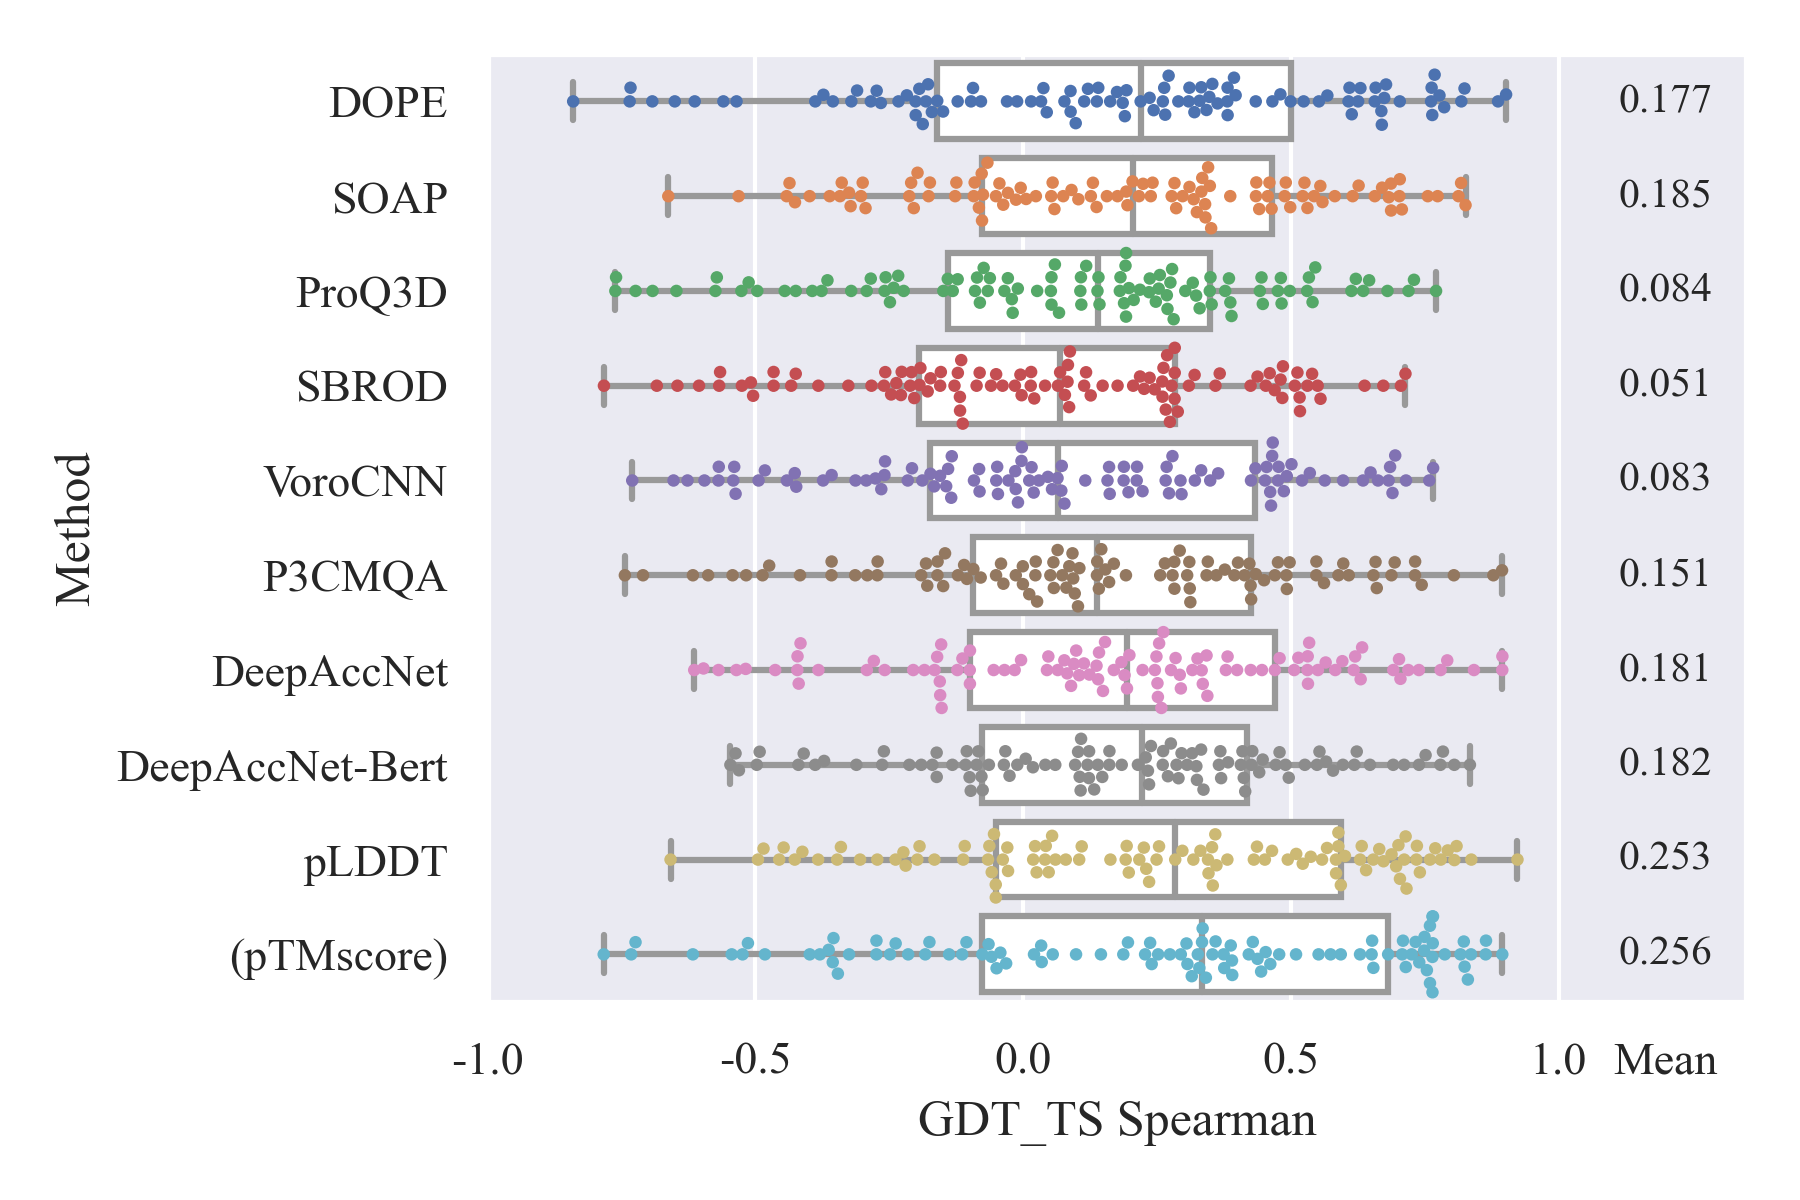 DOPE 0.177
SOAP 0.185
ProQ3D 0.084
SBROD 0.051
VoroCNN 0.083
P3CMQA 0.151
DeepAccNet 0.181
DeepAccNet-Bert 0.182
pLDDT 0.253
(pTMscore) 0.256
Method
-1.0 -0.5 0.0 0.5 1.0 Mean
GDT_TS Spearman